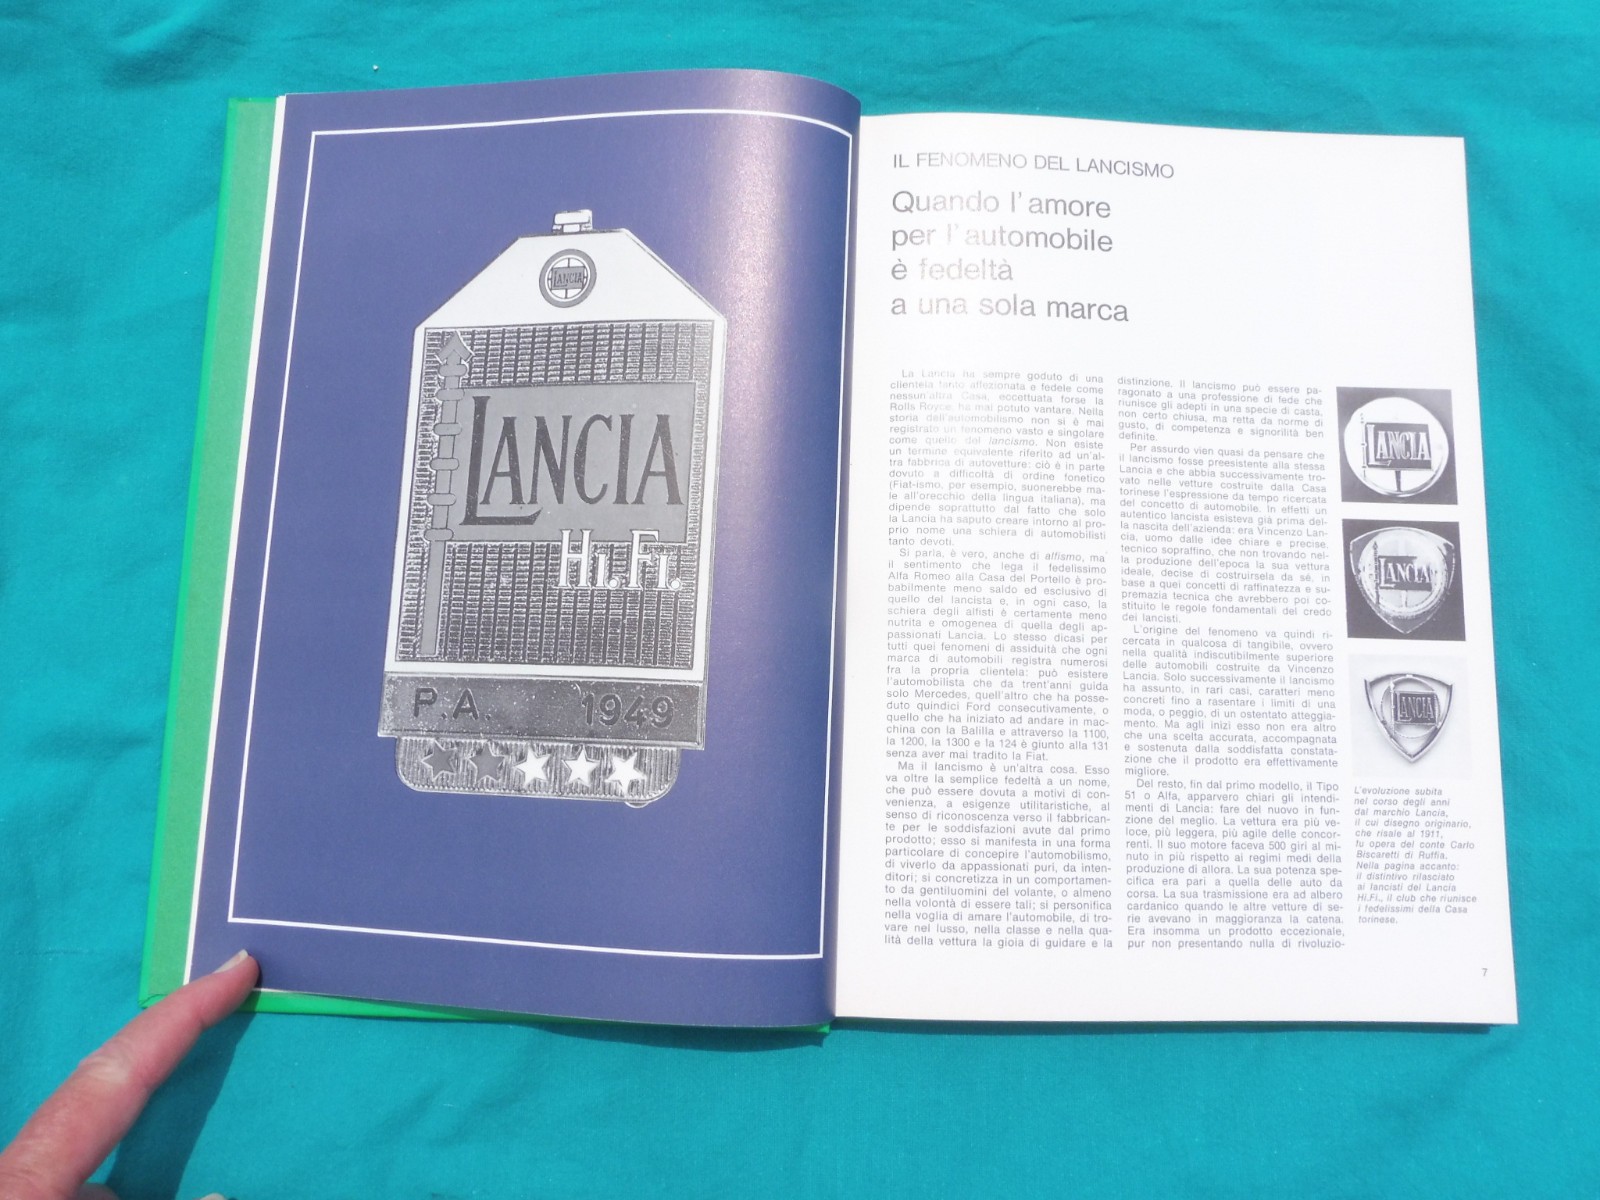 LANCIA
LANCIA
Hi.Fi.
P.A. 1949
IL FENOMENO DEL LANCISMO
Quando l'amore
per l'automobile
è fedeltà
a una sola marca
La Lancia ha sempre goduto di una
clientela tanto affezionata e fedele come
nessun'altra Casa, eccettuata forse la
Rolls Royce, ha mai potuto vantare. Nella
storia dell'automobilismo non si è mai
registrato un fenomeno vasto e singolare
come quello del lancismo. Non esiste
un termine equivalente riferito ad un'al-
tra fabbrica di autovetture: ciò è in parte
dovuto a difficoltà di ordine fonetico
(Fiat-ismo, per esempio, suonerebbe ma-
le all'orecchio della lingua italiana), ma
dipende soprattutto dal fatto che solo
la Lancia ha saputo creare intorno al pro-
prio nome una schiera di automobilisti
tanto devoti.
Si parla, è vero, anche di alfismo, ma
il sentimento che lega il fedelissimo
Alfa Romeo alla Casa del Portello è pro-
babilmente meno saldo ed esclusivo di
quello del lancista e, in ogni caso, la
schiera degli alfisti è certamente meno
nutrita e omogenea di quella degli ap-
passionati Lancia. Lo stesso dicasi per
tutti quei fenomeni di assiduità che ogni
marca di automobili registra numerosi
fra la propria clientela: può esistere
l'automobilista che da trent'anni guida
solo Mercedes, quell'altro che ha posse-
duto quindici Ford consecutivamente, o
quello che ha iniziato ad andare in mac-
china con la Balilla e attraverso la 1100,
la 1200, la 1300 e la 124 è giunto alla 131
senza aver mai tradito la Fiat.
Ma il lancismo è un'altra cosa. Esso
va oltre la semplice fedeltà a un nome,
che può essere dovuta a motivi di con-
venienza, a esigenze utilitaristiche, al
senso di riconoscenza verso il fabbrican-
te per le soddisfazioni avute dal primo
prodotto; esso si manifesta in una forma
particolare di concepire l'automobilismo,
di viverlo da appassionati puri, da inten-
ditori; si concretizza in un comportamen-
to da gentiluomini del volante, o almeno
nella volontà di essere tali; si personifica
nella voglia di amare l'automobile, di tro-
vare nel lusso, nella classe e nella qua-
lità della vettura la gioia di guidare e la
distinzione. Il lancismo può essere pa-
ragonato a una professione di fede che
riunisce gli adepti in una specie di casta,
non certo chiusa, ma retta da norme di
gusto, di competenza e signorilità ben
definite.
Per assurdo vien quasi da pensare che
il lancismo fosse preesistente alla stessa
Lancia e che abbia successivamente tro-
vato nelle vetture costruite dalla Casa
torinese l'espressione da tempo ricercata
del concetto di automobile. In effetti un
autentico lancista esisteva già prima del-
la nascita dell'azienda: era Vincenzo Lan-
cia, uomo dalle idee chiare e precise,
tecnico sopraffino, che non trovando nel-
la produzione dell'epoca la sua vettura
ideale, decise di costruirsela da sé, in
base a quei concetti di raffinatezza e su-
premazia tecnica che avrebbero poi co-
stituito le regole fondamentali del credo
dei lancisti.
L'origine del fenomeno va quindi ri-
cercata in qualcosa di tangibile, ovvero
nella qualità indiscutibilmente superiore
delle automobili costruite da Vincenzo
Lancia. Solo successivamente il lancismo
ha assunto, in rari casi, caratteri meno
concreti fino a rasentare i limiti di una
moda, o peggio, di un ostentato atteggia-
mento. Ma agli inizi esso non era altro
che una scelta accurata, accompagnata
e sostenuta dalla soddisfatta constata-
zione che il prodotto era effettivamente
migliore.
Del resto, fin dal primo modello, il Tipo
51 o Alfa, apparvero chiari gli intendi-
menti di Lancia: fare del nuovo in fun-
zione del meglio. La vettura era più ve-
loce, più leggera, più agile delle concor-
renti. Il suo motore faceva 500 giri al mi-
nuto in più rispetto ai regimi medi della
produzione di allora. La sua potenza spe-
cifica era pari a quella delle auto da
corsa. La sua trasmissione era ad albero
cardanico quando le altre vetture di se-
rie avevano in maggioranza la catena.
Era insomma un prodotto eccezionale,
pur non presentando nulla di rivoluzio-
LANCIA
LANCIA
LANCIA
L'evoluzione subita
nel corso degli anni
dal marchio Lancia,
il cui disegno originario,
che risale al 1911,
fu opera del conte Carlo
Biscaretti di Ruffia.
Nella pagina accanto:
il distintivo rilasciato
ai lancisti del Lancia
Hi.Fi., il club che riunisce
i fedelissimi della Casa
torinese.
7